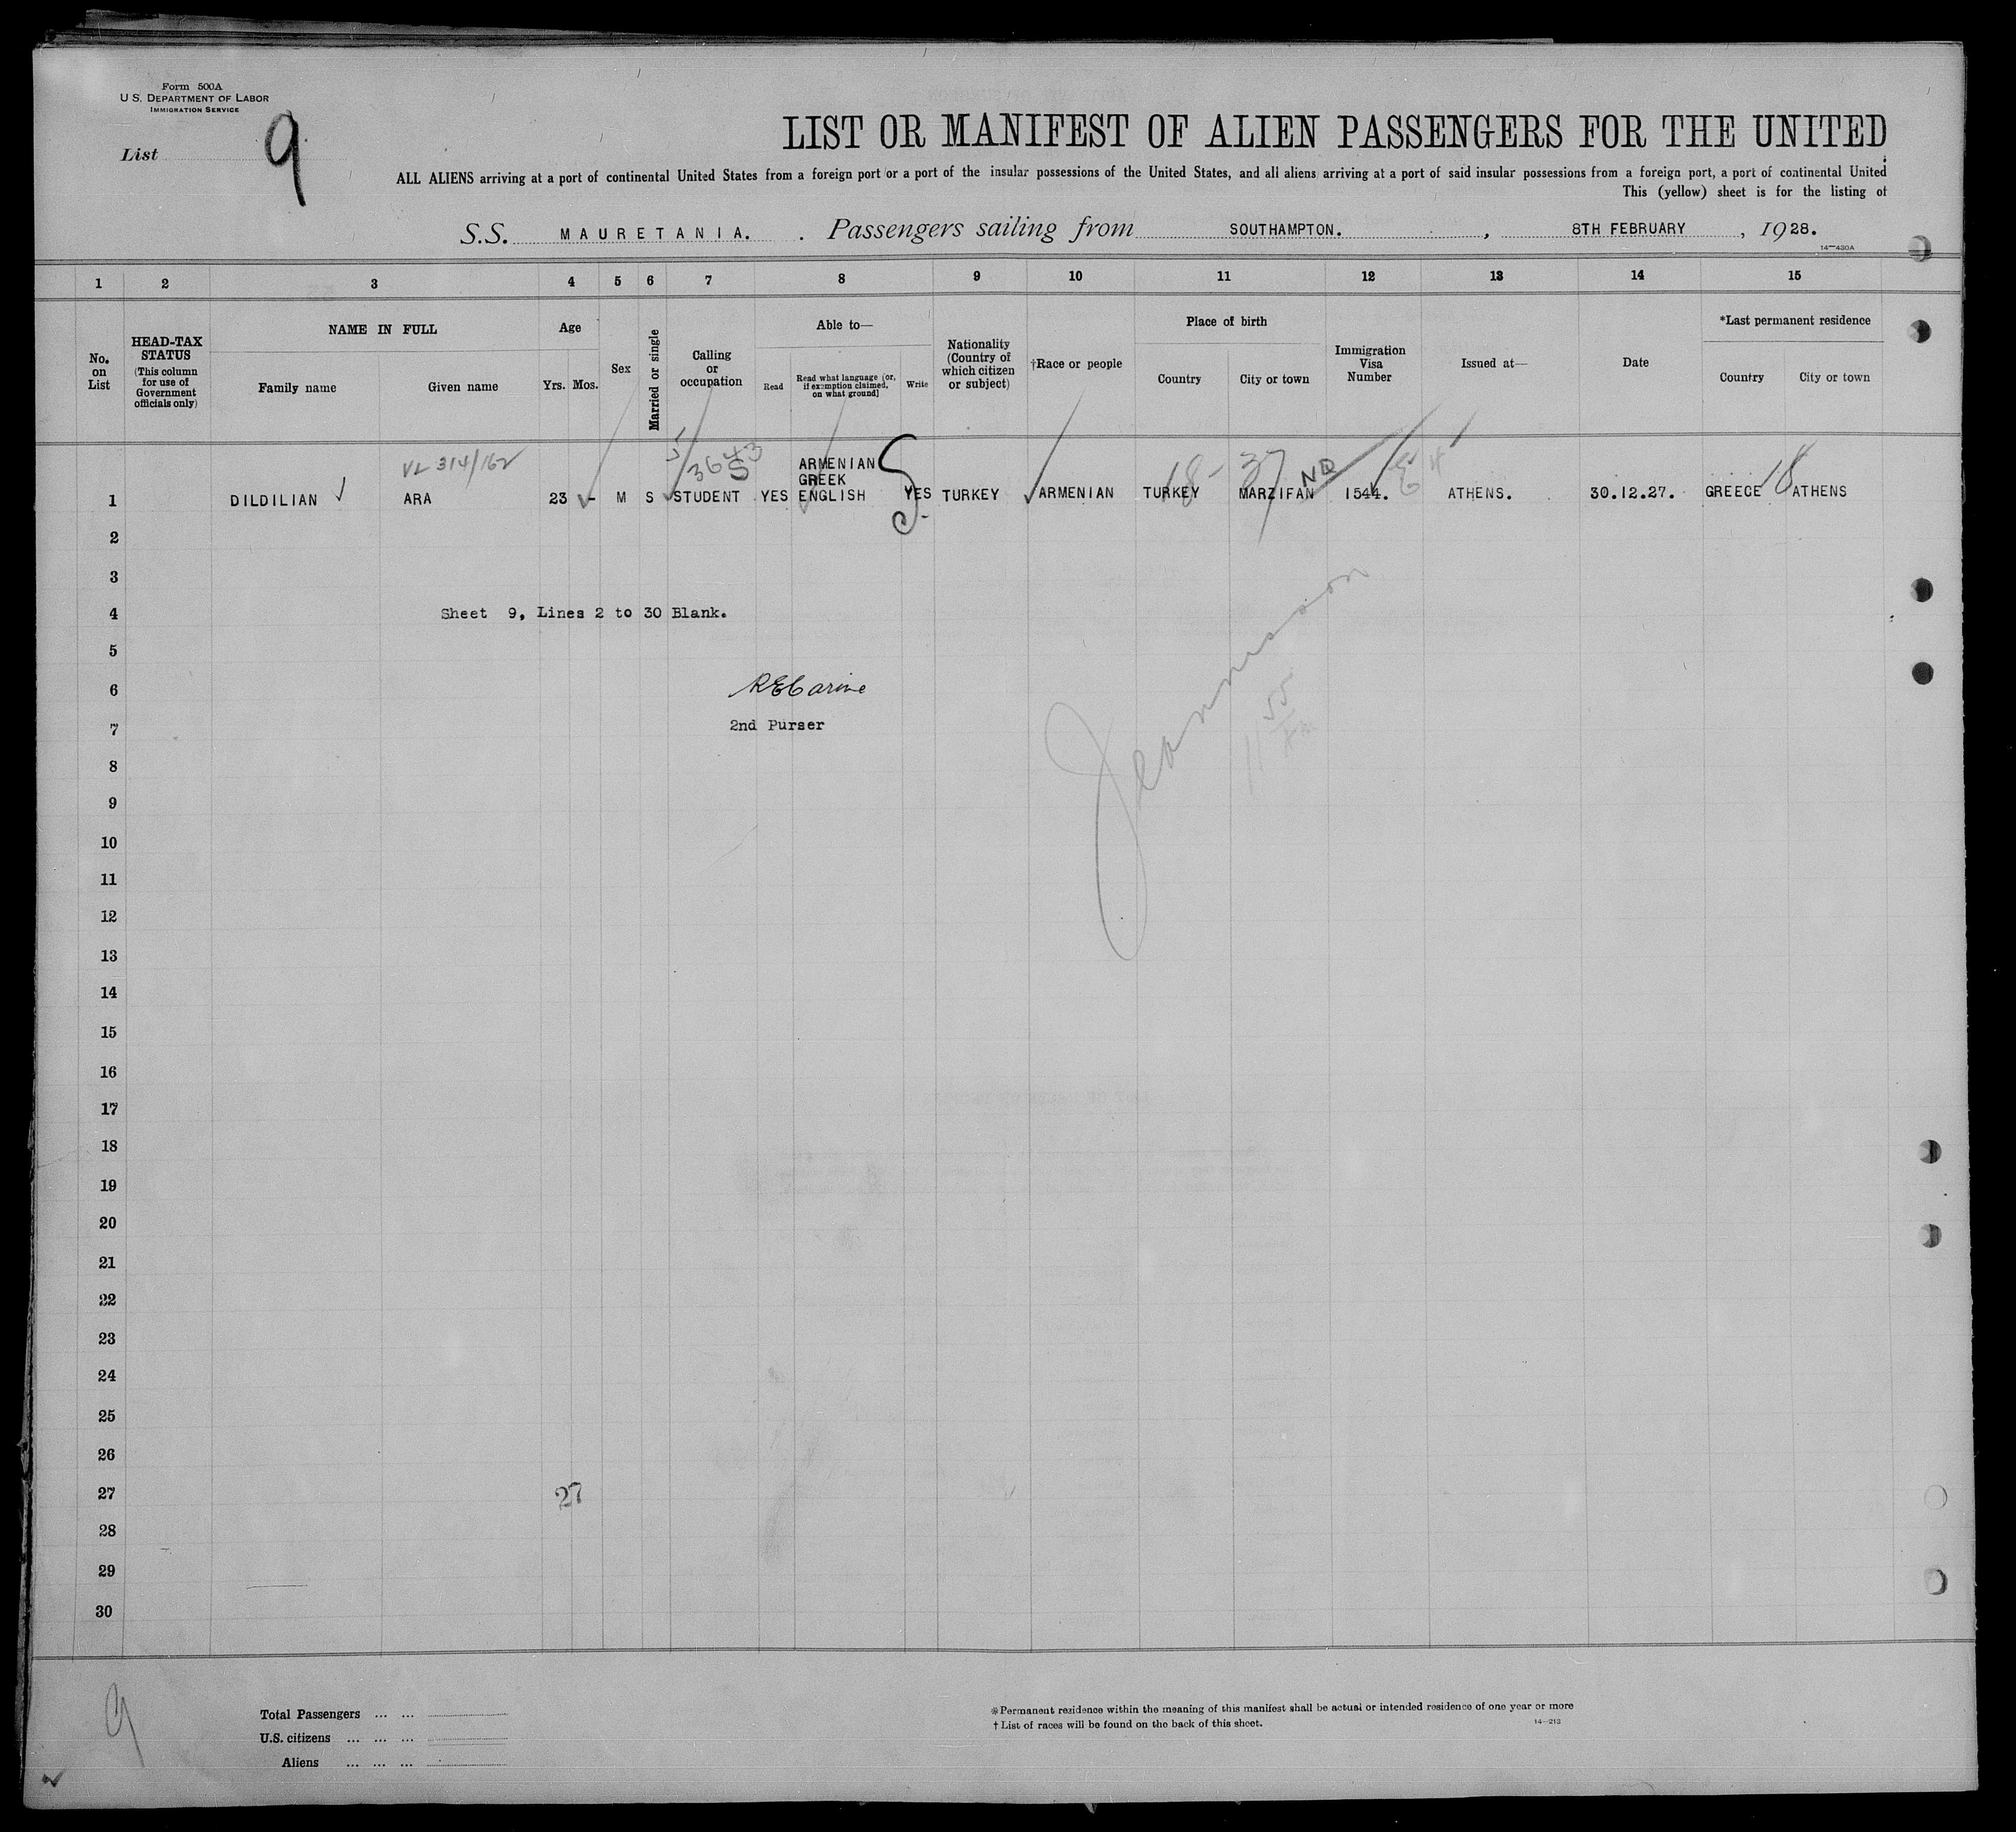 Form 500A
U. S. DEPARTMENT OF LABOR
IMMIGRATION SERVICE
List 9
LIST OR MANIFEST OF ALIEN PASSENGERS FOR THE UNITED
ALL ALIENS arriving at a port of continental United States from a foreign port or a port of the insular possessions of the United States, and all aliens arriving at a port of said insular possessions from a foreign port, a port of continental United
This (yellow) sheet is for the listing of
S.S. MAURETANIA. Passengers sailing from SOUTHAMPTON. , 8TH FEBRUARY , 1928.
14—430A
1 2 3 4 5 6 7 8 9 10 11 12 13 14 15
No. on List
HEAD-TAX STATUS
(This column for use of Government officials only)
NAME IN FULL
Family name
Given name
Age
Yrs. Mos.
Sex
Married or single
Calling or occupation
Able to—
Read
Read what language (or, if exemption claimed, on what ground)
Write
Nationality (Country of which citizen or subject)
†Race or people
Place of birth
Country
City or town
Immigration Visa Number
Issued at—
Date
*Last permanent residence
Country
City or town
VL 314/162
3643
S
18 - 37
ND
18
ARMENIAN
GREEK
1 DILDILIAN ARA 23 - M S STUDENT YES ENGLISH YES TURKEY ARMENIAN TURKEY MARZIFAN 1544. ATHENS. 30.12.27. GREECE ATHENS
2
3
4 Sheet 9, Lines 2 to 30 Blank.
5
6
7 2nd Purser
11 55
8
9
10
11
12
13
14
15
16
17
18
19
20
21
22
23
24
25
26
27 27
28
29
30
9
Total Passengers ... ...
U.S. citizens ... ... ...
Aliens ... ... ...
*Permanent residence within the meaning of this manifest shall be actual or intended residence of one year or more
† List of races will be found on the back of this sheet.
14—213